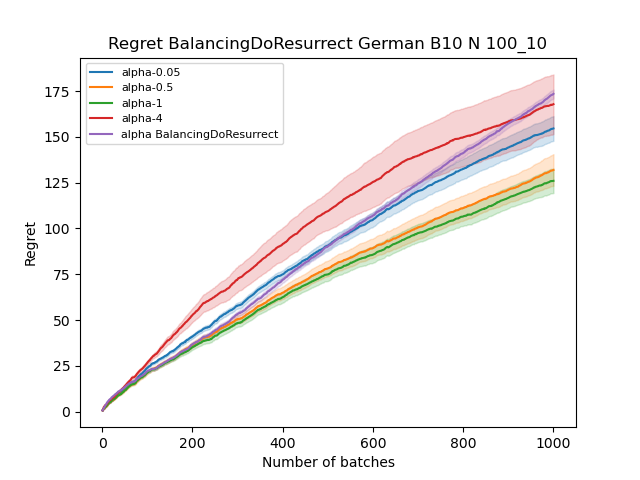 Regret BalancingDoResurrect German B10 N 100_10
alpha-0.05
alpha-0.5
alpha-1
alpha-4
alpha BalancingDoResurrect
Regret
175
150
125
100
75
50
25
0
0 200 400 600 800 1000
Number of batches